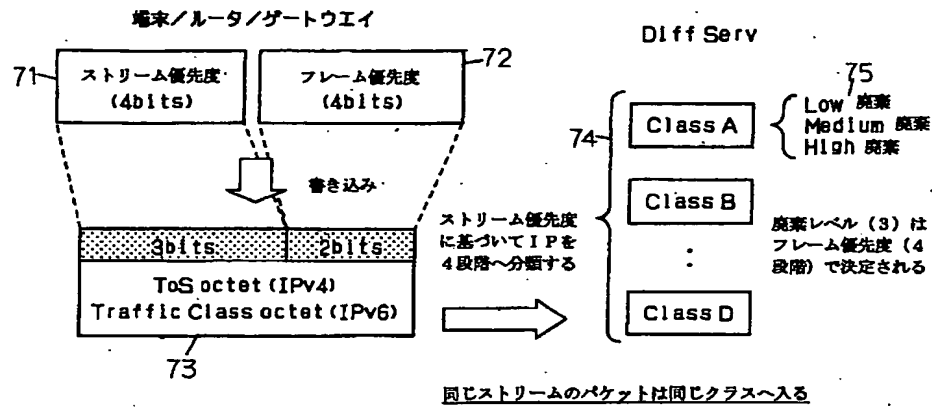 端末/ルータ/ゲートウエイ
Diff Serv
71
ストリーム優先度
(4bits)
フレーム優先度
(4bits)
72
書き込み
3bits
2bits
ToS octet (IPv4)
Traffic Class octet (IPv6)
73
ストリーム優先度
に基づいてIPを
4段階へ分類する
74
Class A
Class B
Class D
75
Low 廃棄
Medium 廃棄
High 廃棄
廃棄レベル(3)は
フレーム優先度(4
段階)で決定される
同じストリームのパケットは同じクラスへ入る